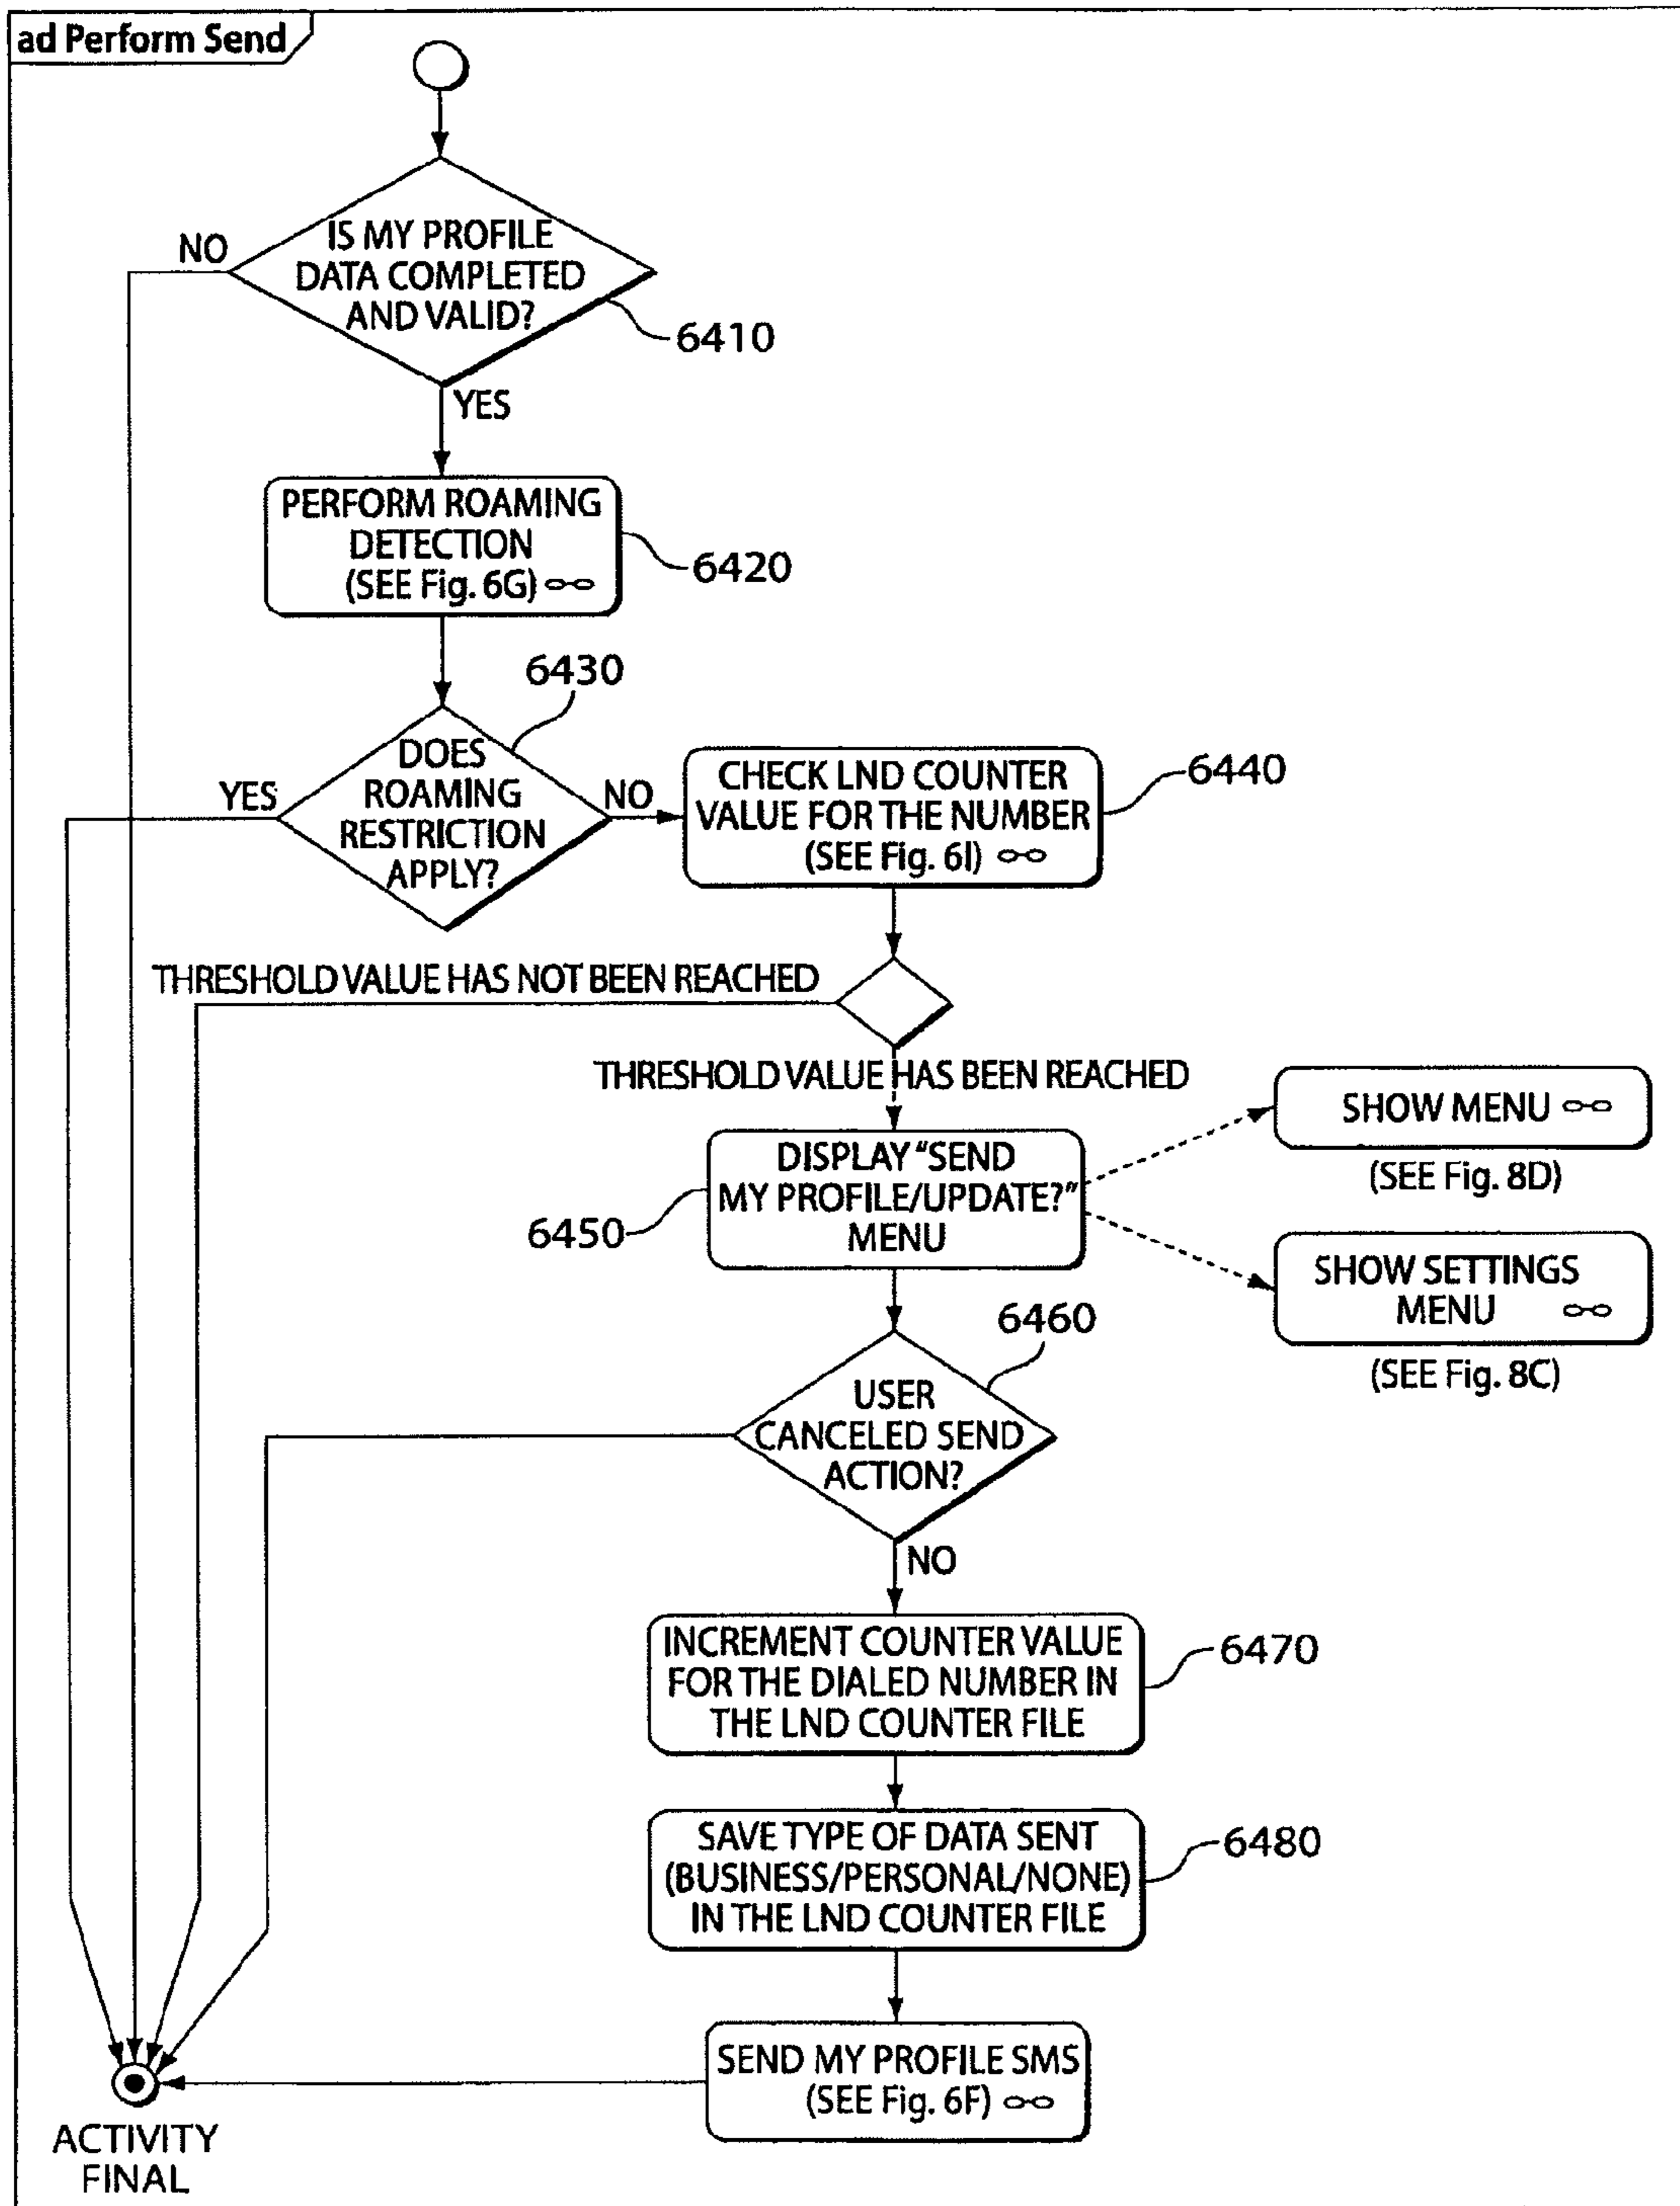 ad Perform Send
IS MY PROFILE
DATA COMPLETED
AND VALID?
NO
6410
YES
PERFORM ROAMING
DETECTION
(SEE Fig. 6G)
6420
6430
DOES
ROAMING
RESTRICTION
APPLY?
YES
NO
CHECK LND COUNTER
VALUE FOR THE NUMBER
(SEE Fig. 6I)
6440
THRESHOLD VALUE HAS NOT BEEN REACHED
THRESHOLD VALUE HAS BEEN REACHED
DISPLAY "SEND
MY PROFILE/UPDATE?"
MENU
6450
SHOW MENU
(SEE Fig. 8D)
SHOW SETTINGS
MENU
(SEE Fig. 8C)
6460
USER
CANCELED SEND
ACTION?
NO
INCREMENT COUNTER VALUE
FOR THE DIALED NUMBER IN
THE LND COUNTER FILE
6470
SAVE TYPE OF DATA SENT
(BUSINESS/PERSONAL/NONE)
IN THE LND COUNTER FILE
6480
SEND MY PROFILE SMS
(SEE Fig. 6F)
ACTIVITY
FINAL